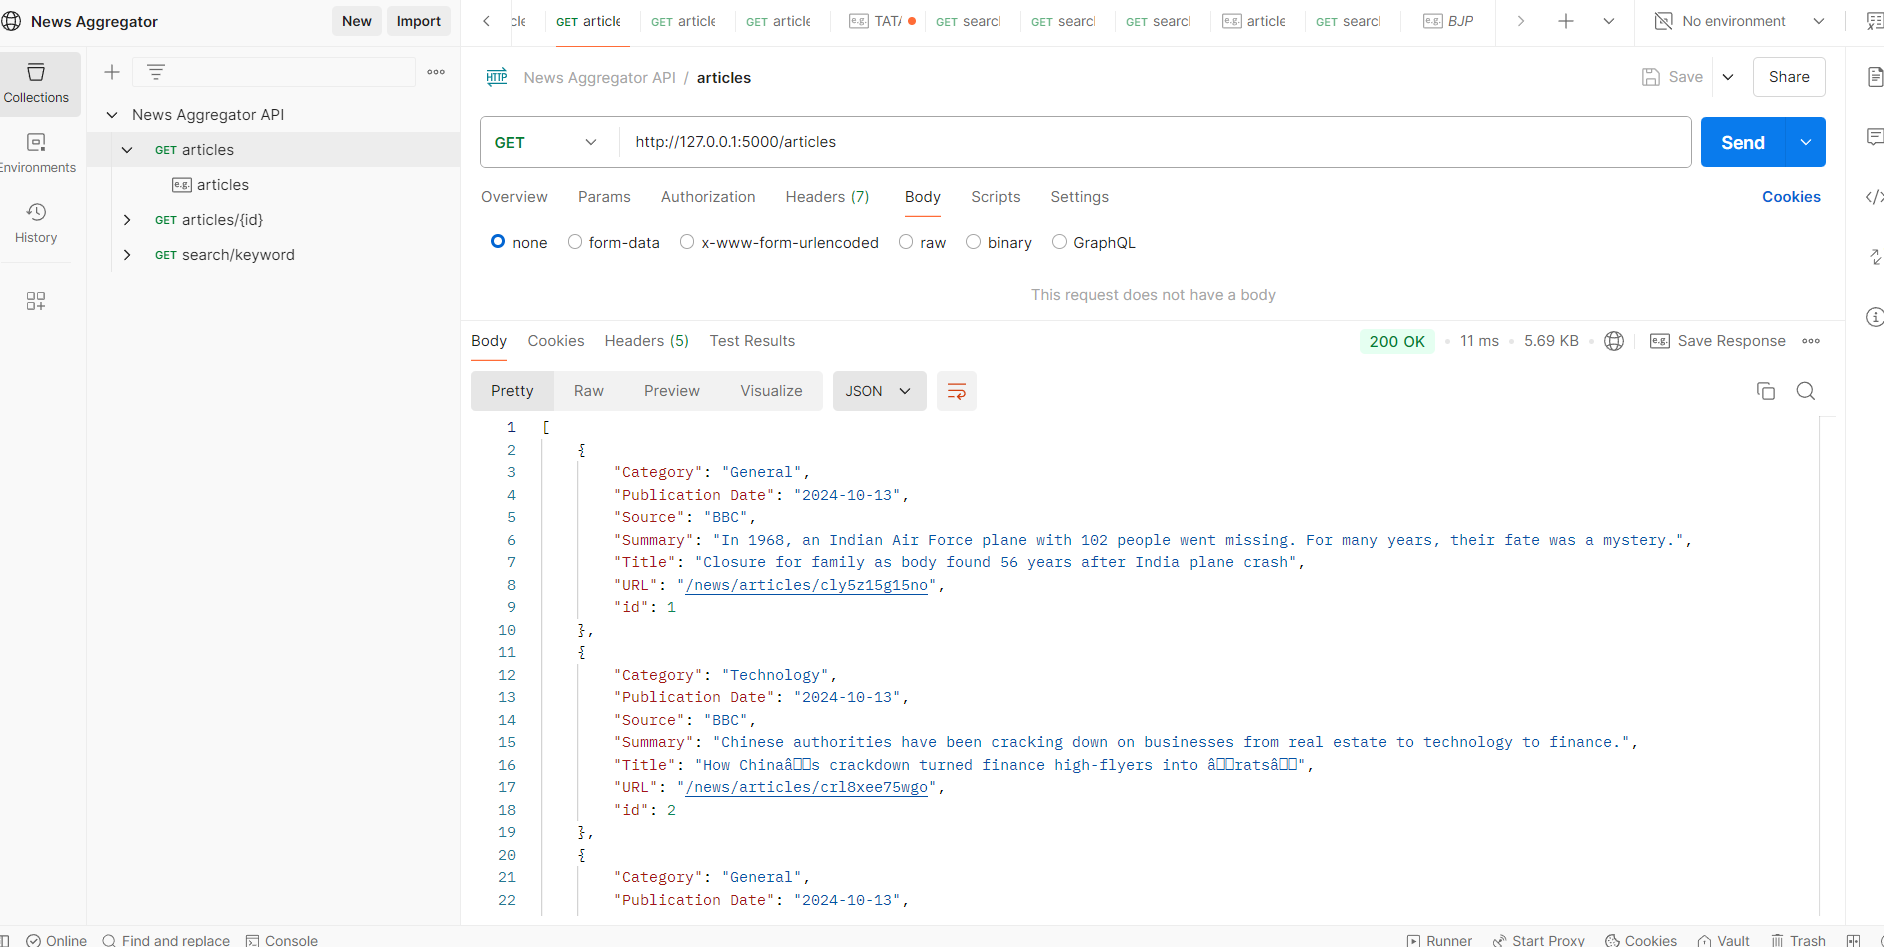 News Aggregator
New
Import
GET article
GET article
GET article
e.g. TATA
GET search
GET search
GET search
e.g. article
GET search
e.g. BJP
No environment
Collections
Environments
History
News Aggregator API
GET articles
e.g. articles
GET articles/{id}
GET search/keyword
HTTP News Aggregator API / articles
Save
Share
GET
http://127.0.0.1:5000/articles
Send
Overview Params Authorization Headers (7) Body Scripts Settings
Cookies
none form-data x-www-form-urlencoded raw binary GraphQL
This request does not have a body
Body Cookies Headers (5) Test Results
200 OK • 11 ms • 5.69 KB •
e.g. Save Response
Pretty Raw Preview Visualize JSON
1 [
2 {
3 "Category": "General",
4 "Publication Date": "2024-10-13",
5 "Source": "BBC",
6 "Summary": "In 1968, an Indian Air Force plane with 102 people went missing. For many years, their fate was a mystery.",
7 "Title": "Closure for family as body found 56 years after India plane crash",
8 "URL": "/news/articles/cly5z15g15no",
9 "id": 1
10 },
11 {
12 "Category": "Technology",
13 "Publication Date": "2024-10-13",
14 "Source": "BBC",
15 "Summary": "Chinese authorities have been cracking down on businesses from real estate to technology to finance.",
16 "Title": "How Chinaâ□□s crackdown turned finance high-flyers into â□□ratsâ□□",
17 "URL": "/news/articles/crl8xee75wgo",
18 "id": 2
19 },
20 {
21 "Category": "General",
22 "Publication Date": "2024-10-13",
Online Find and replace Console
Runner Start Proxy Cookies Vault Trash